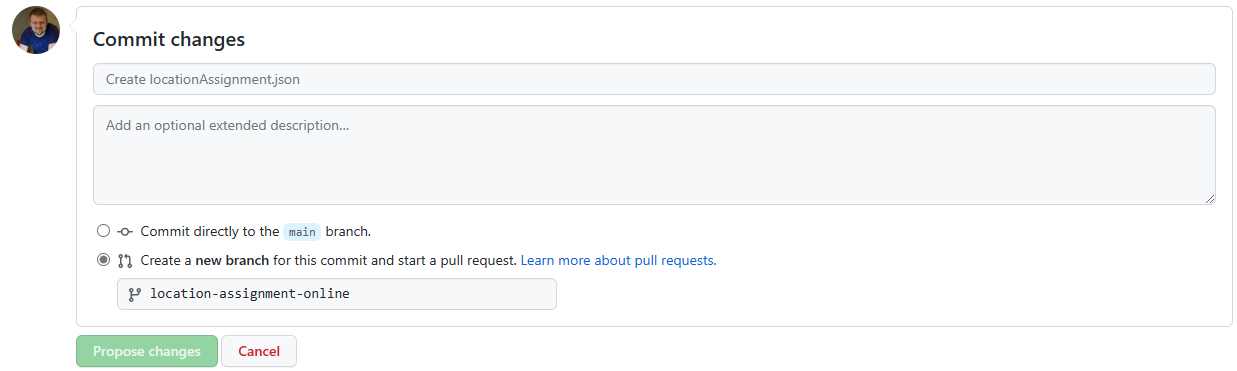 Commit changes
Create locationAssignment.json
Add an optional extended description...
Commit directly to the main branch.
Create a new branch for this commit and start a pull request. Learn more about pull requests.
location-assignment-online
Propose changes
Cancel